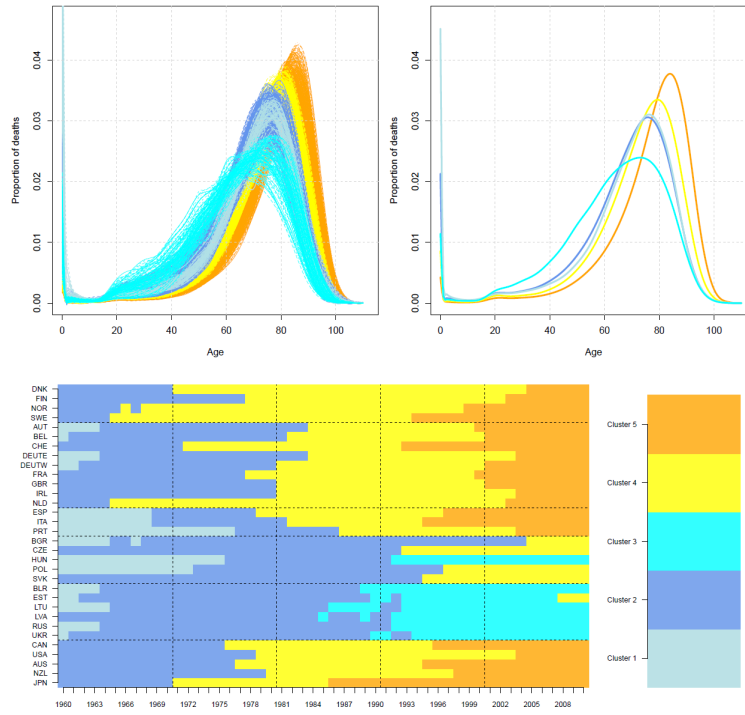 Proportion of deaths
0.04
0.03
0.02
0.01
0.00
0 20 40 60 80 100
Age
Proportion of deaths
0.04
0.03
0.02
0.01
0.00
0 20 40 60 80 100
Age
DNK
FIN
NOR
SWE
AUT
BEL
CHE
DEUTE
DEUTW
FRA
GBR
IRL
NLD
ESP
ITA
PRT
BGR
CZE
HUN
POL
SVK
BLR
EST
LTU
LVA
RUS
UKR
CAN
USA
AUS
NZL
JPN
1960 1963 1966 1969 1972 1975 1978 1981 1984 1987 1990 1993 1996 1999 2002 2005 2008
Cluster 5
Cluster 4
Cluster 3
Cluster 2
Cluster 1